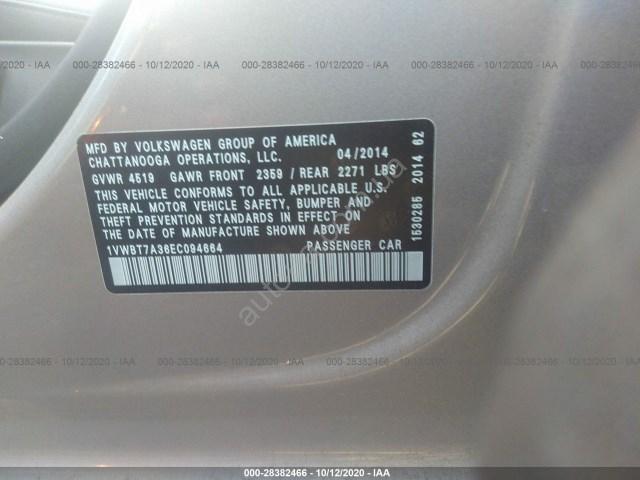 000-28382466 - 10/12/2020 - IAA
MFD BY VOLKSWAGEN GROUP OF AMERICA
CHATTANOOGA OPERATIONS, LLC. 04/2014
GVWR 4519 GAWR FRONT 2359 / REAR 2271 LBS
THIS VEHICLE CONFORMS TO ALL APPLICABLE U.S.
FEDERAL MOTOR VEHICLE SAFETY, BUMPER AND
THEFT PREVENTION STANDARDS IN EFFECT ON
THE DATE OF MANUFACTURE SHOWN ABOVE
1VWBT7A36EC094664 PASSENGER CAR
1530285 2014 62
000-28382466 - 10/12/2020 - IAA
000-28382466 - 10/12/2020 - IAA